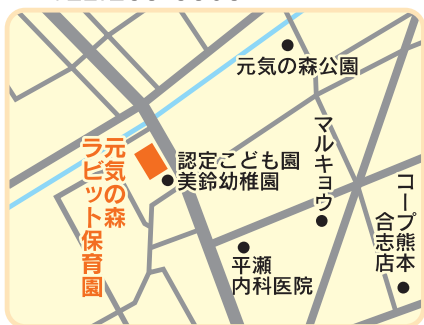 元気の森公園
マルキョウ
元気の森
ラビット保育園
認定こども園
美鈴幼稚園
コープ熊本
合志店
平瀬
内科医院